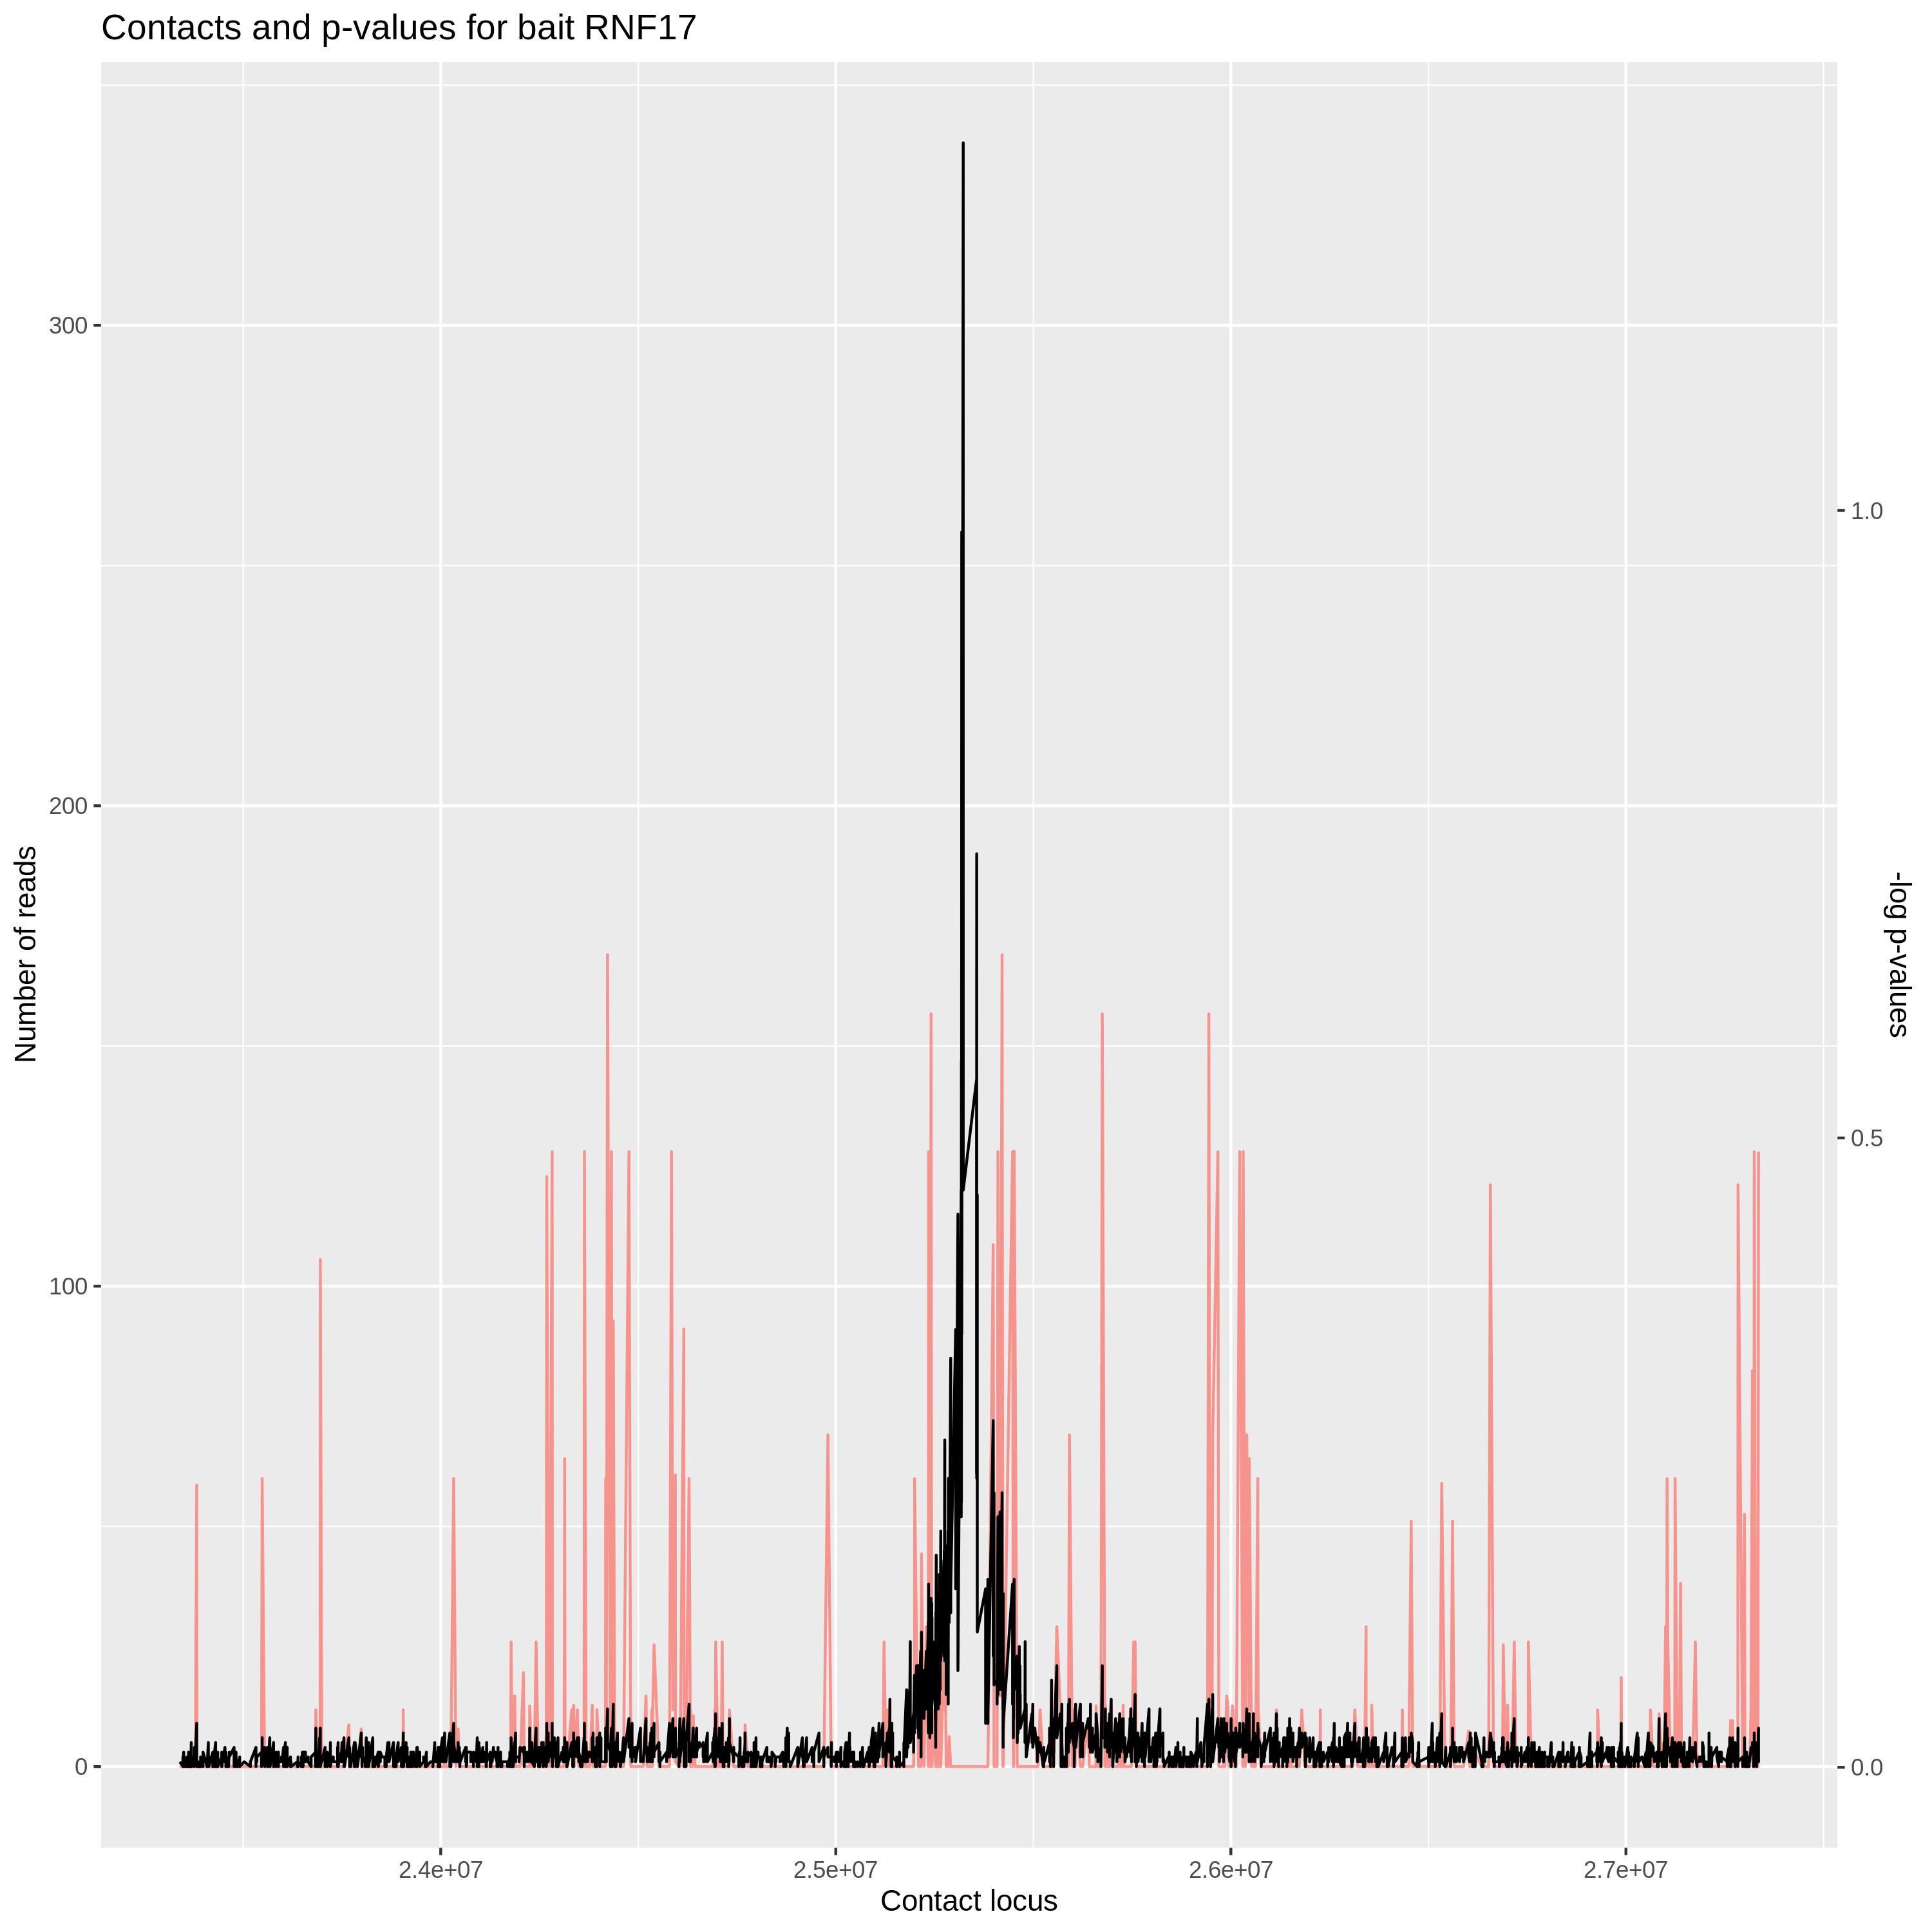 Contacts and p-values for bait RNF17
Number of reads
300
200
100
0
1.0
0.5
0.0
-log p-values
2.4e+07
2.5e+07
2.6e+07
2.7e+07
Contact locus